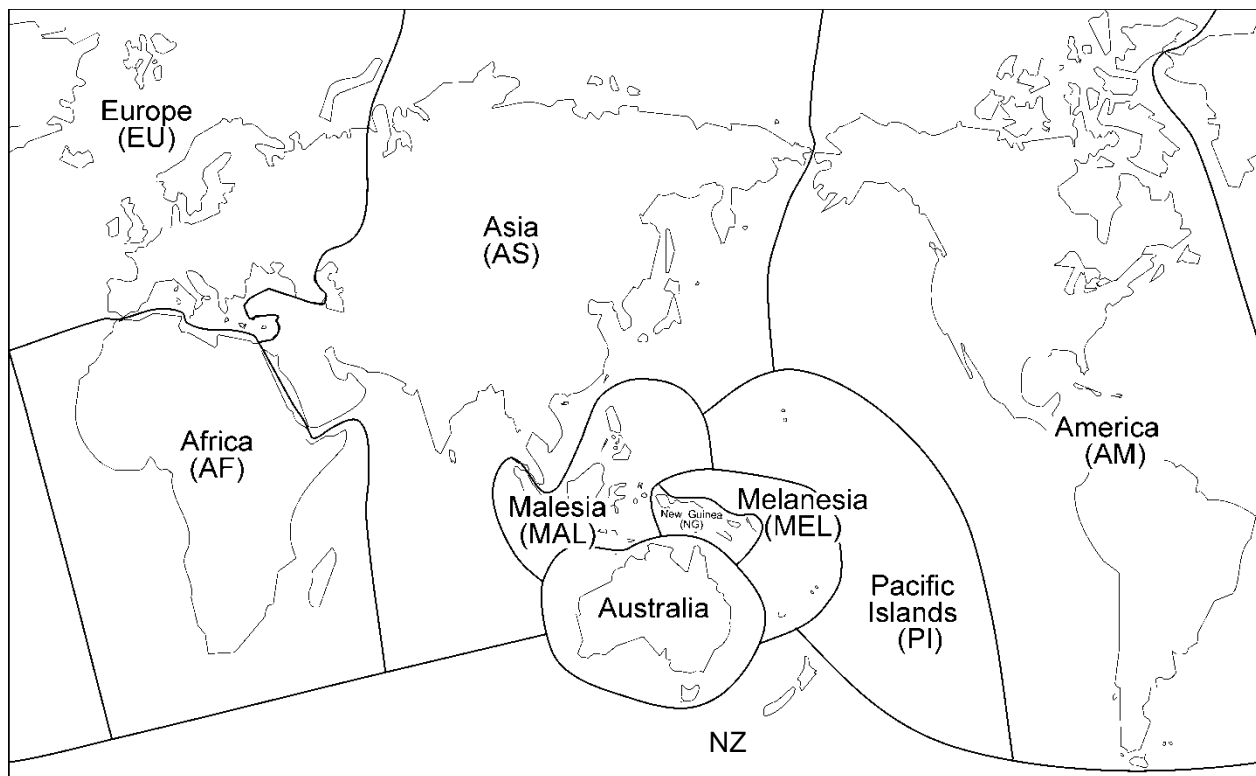 Europe
(EU)
Asia
(AS)
Africa
(AF)
America
(AM)
Malesia
(MAL)
New Guinea
(NG)
Melanesia
(MEL)
Australia
Pacific
Islands
(PI)
NZ